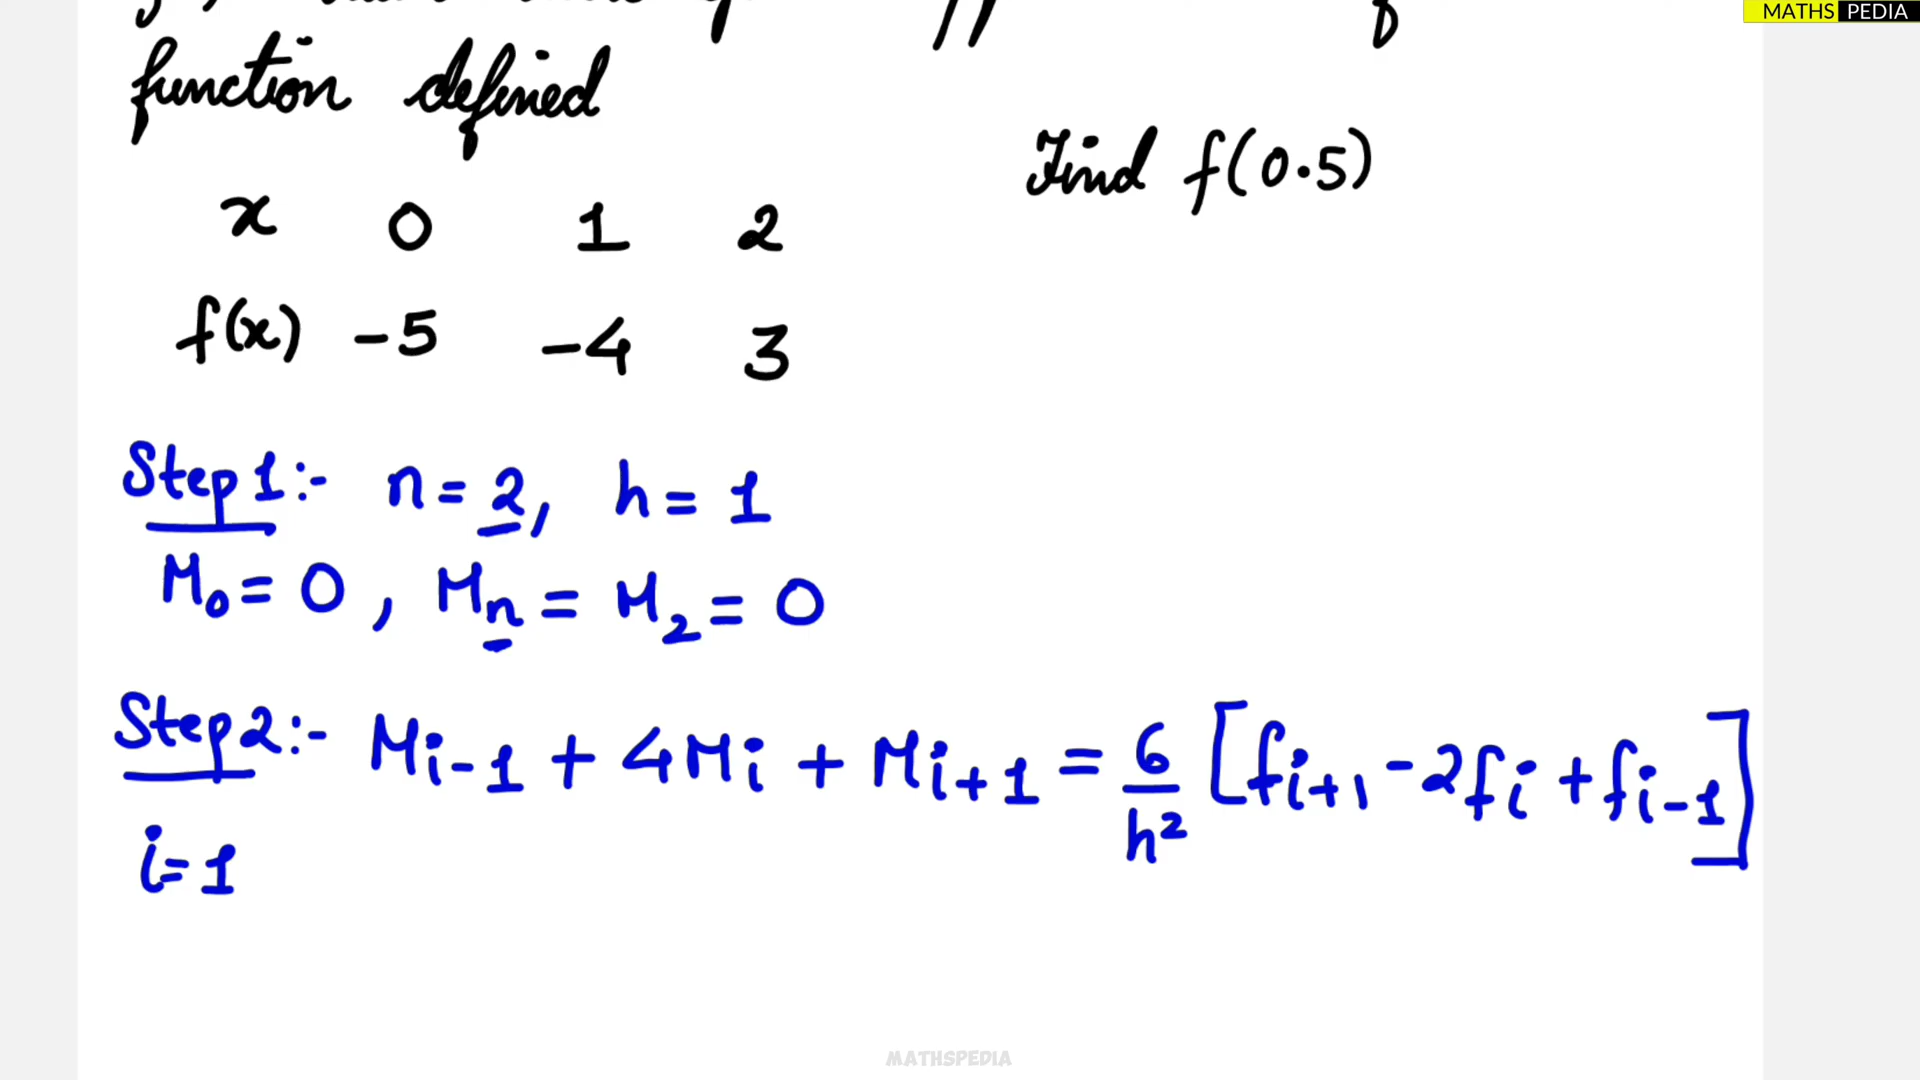 MATHS PEDIA
function defined
Find f(0.5)
x 0 1 2
f(x) -5 -4 3
Step 1:- n = 2, h = 1
M₀ = 0, Mₙ = M₂ = 0
Step 2:- Mᵢ₋₁ + 4Mᵢ + Mᵢ₊₁ = 6/h² [fᵢ₊₁ - 2fᵢ + fᵢ₋₁]
i = 1
MATHSPEDIA